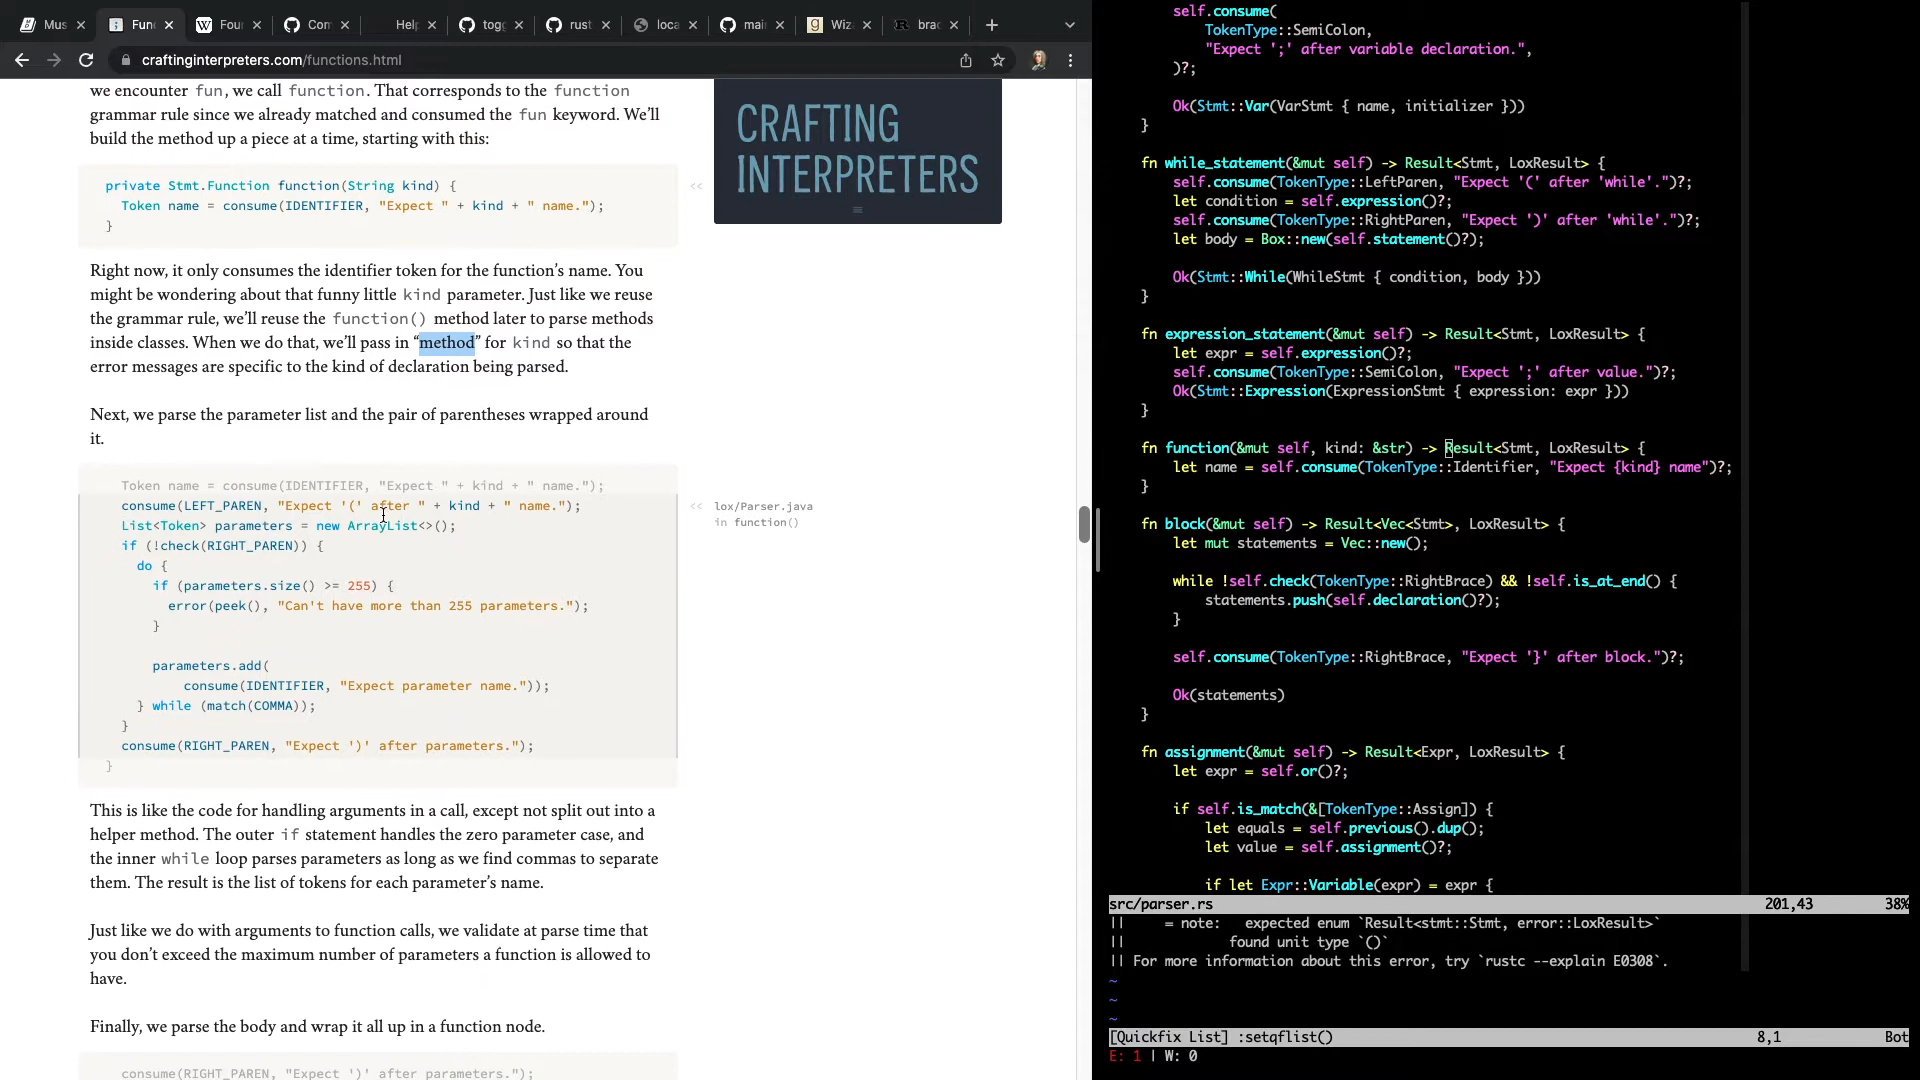 Mus
Func
Four
Com
Help
togg
rust
loca
main
Wiz
brac
craftinginterpreters.com/functions.html
we encounter fun, we call function. That corresponds to the function
grammar rule since we already matched and consumed the fun keyword. We’ll
build the method up a piece at a time, starting with this:
private Stmt.Function function(String kind) {
Token name = consume(IDENTIFIER, "Expect " + kind + " name.");
}
<<
CRAFTING
INTERPRETERS
Right now, it only consumes the identifier token for the function’s name. You
might be wondering about that funny little kind parameter. Just like we reuse
the grammar rule, we’ll reuse the function() method later to parse methods
inside classes. When we do that, we’ll pass in “method” for kind so that the
error messages are specific to the kind of declaration being parsed.
Next, we parse the parameter list and the pair of parentheses wrapped around
it.
Token name = consume(IDENTIFIER, "Expect " + kind + " name.");
consume(LEFT_PAREN, "Expect '(' after " + kind + " name.");
List<Token> parameters = new ArrayList<>();
if (!check(RIGHT_PAREN)) {
do {
if (parameters.size() >= 255) {
error(peek(), "Can't have more than 255 parameters.");
}
parameters.add(
consume(IDENTIFIER, "Expect parameter name."));
} while (match(COMMA));
}
consume(RIGHT_PAREN, "Expect ')' after parameters.");
}
<< lox/Parser.java
in function()
This is like the code for handling arguments in a call, except not split out into a
helper method. The outer if statement handles the zero parameter case, and
the inner while loop parses parameters as long as we find commas to separate
them. The result is the list of tokens for each parameter’s name.
Just like we do with arguments to function calls, we validate at parse time that
you don’t exceed the maximum number of parameters a function is allowed to
have.
Finally, we parse the body and wrap it all up in a function node.
consume(RIGHT_PAREN, "Expect ')' after parameters.");
self.consume(
TokenType::SemiColon,
"Expect ';' after variable declaration.",
)?;
Ok(Stmt::Var(VarStmt { name, initializer }))
}
fn while_statement(&mut self) -> Result<Stmt, LoxResult> {
self.consume(TokenType::LeftParen, "Expect '(' after 'while'.")?;
let condition = self.expression()?;
self.consume(TokenType::RightParen, "Expect ')' after 'while'.")?;
let body = Box::new(self.statement()?);
Ok(Stmt::While(WhileStmt { condition, body }))
}
fn expression_statement(&mut self) -> Result<Stmt, LoxResult> {
let expr = self.expression()?;
self.consume(TokenType::SemiColon, "Expect ';' after value.")?;
Ok(Stmt::Expression(ExpressionStmt { expression: expr }))
}
fn function(&mut self, kind: &str) -> Result<Stmt, LoxResult> {
let name = self.consume(TokenType::Identifier, "Expect {kind} name")?;
}
fn block(&mut self) -> Result<Vec<Stmt>, LoxResult> {
let mut statements = Vec::new();
while !self.check(TokenType::RightBrace) && !self.is_at_end() {
statements.push(self.declaration()?);
}
self.consume(TokenType::RightBrace, "Expect '}' after block.")?;
Ok(statements)
}
fn assignment(&mut self) -> Result<Expr, LoxResult> {
let expr = self.or()?;
if self.is_match(&[TokenType::Assign]) {
let equals = self.previous().dup();
let value = self.assignment()?;
if let Expr::Variable(expr) = expr {
src/parser.rs 201,43 38%
|| = note: expected enum `Result<stmt::Stmt, error::LoxResult>`
|| found unit type `()`
|| For more information about this error, try `rustc --explain E0308`.
~
~
~
[Quickfix List] :setqflist() 8,1 Bot
E: 1 | W: 0